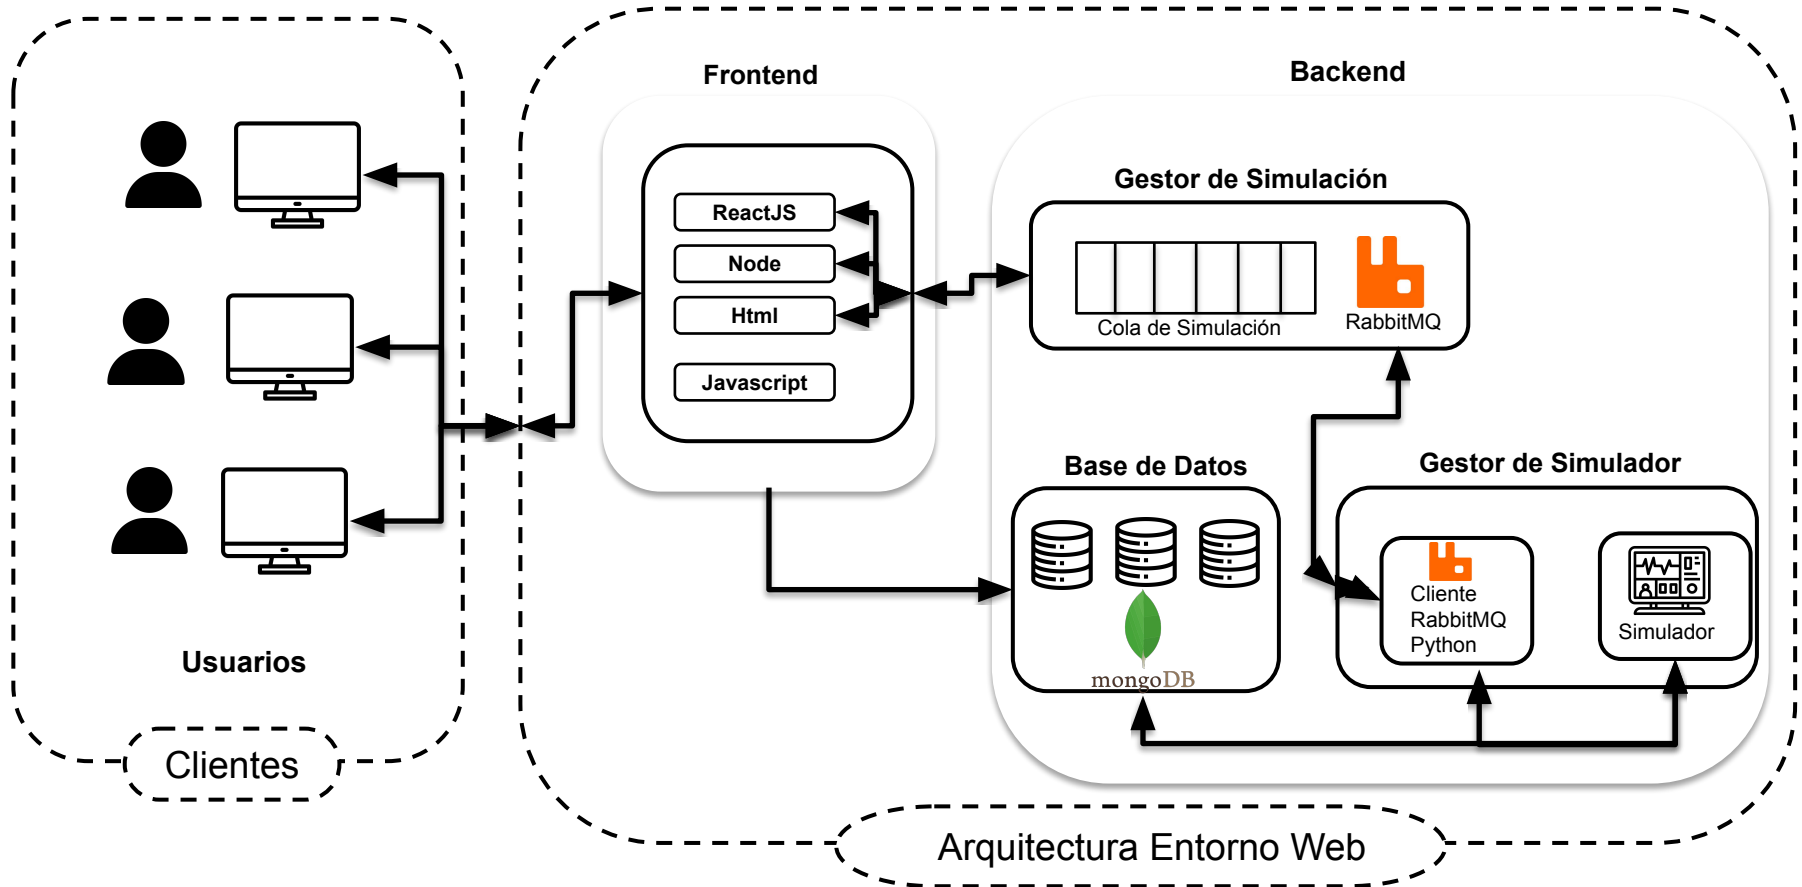 Frontend
Backend
Gestor de Simulación
ReactJS
Node
Html
Javascript
Cola de Simulación
RabbitMQ
Base de Datos
Gestor de Simulador
mongoDB
Cliente
RabbitMQ
Python
Simulador
Usuarios
Clientes
Arquitectura Entorno Web